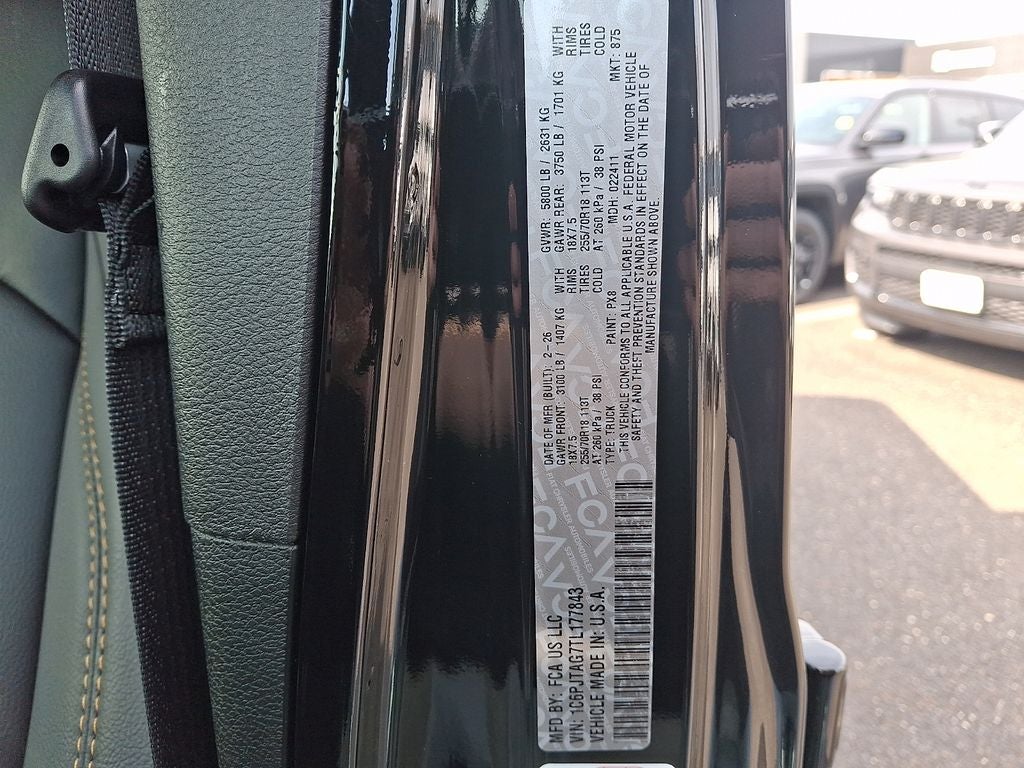 MFD BY: FCA US LLC
VIN: 1C6PJTAG7TL177843
VEHICLE MADE IN: U.S.A.
DATE OF MFR (BUILT): 2-26
GAWR FRONT: 3100 LB / 1407 KG WITH
18X7.5 RIMS
255/70R18 113T TIRES
AT 260 kPa / 38 PSI COLD
TYPE: TRUCK PAINT: PX8
GVWR: 5800 LB / 2631 KG
GAWR REAR: 3750 LB / 1701 KG WITH
18X7.5 RIMS
255/70R18 113T TIRES
AT 260 kPa / 38 PSI COLD
MDH: 022411 MKT: 875
THIS VEHICLE CONFORMS TO ALL APPLICABLE U.S.A. FEDERAL MOTOR VEHICLE
SAFETY AND THEFT PREVENTION STANDARDS IN EFFECT ON THE DATE OF
MANUFACTURE SHOWN ABOVE.
FCA